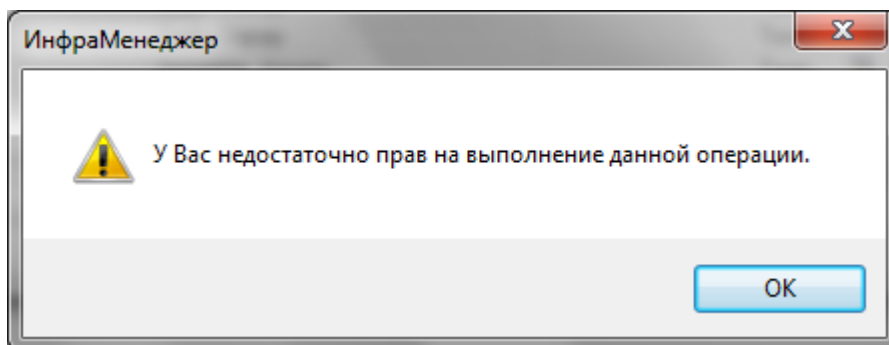 ИнфраМенеджер
У Вас недостаточно прав на выполнение данной операции.
OK